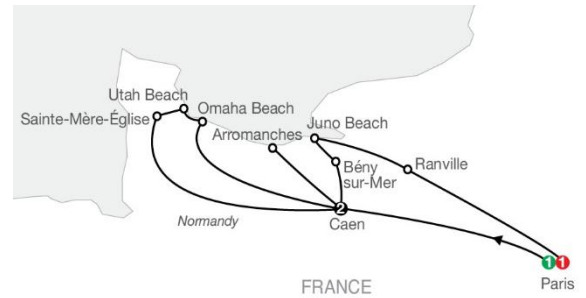 Utah Beach
Omaha Beach
Sainte-Mère-Église
Arromanches
Juno Beach
Bény
sur-Mer
Ranville
2
Normandy
Caen
1 1
Paris
FRANCE